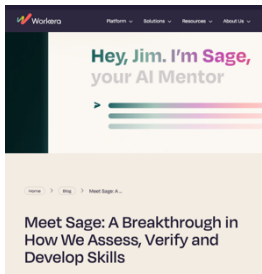 Workera
Platform Solutions Resources About Us
Hey, Jim. I'm Sage,
your AI Mentor
Home > Blog > Meet Sage: A ...
Meet Sage: A Breakthrough in
How We Assess, Verify and
Develop Skills